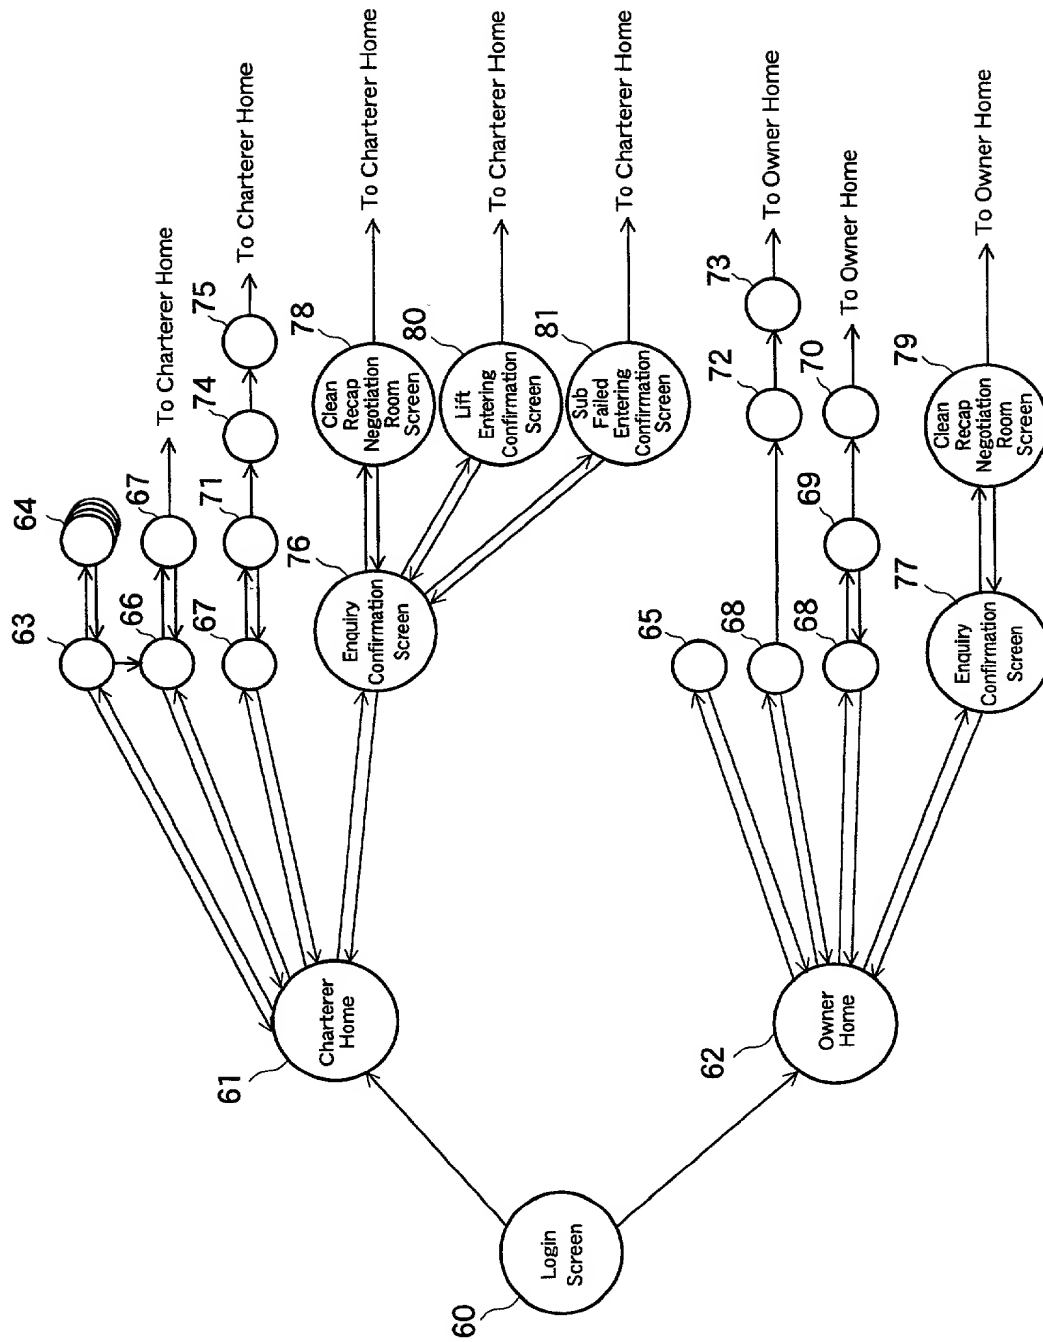 60
Login
Screen
61
Charterer
Home
62
Owner
Home
63
64
66
67
To Charterer Home
67
71
74
75
To Charterer Home
76
Enquiry
Confirmation
Screen
78
Clean
Recap
Negotiation
Room
Screen
To Charterer Home
80
Lift
Entering
Confirmation
Screen
To Charterer Home
81
Sub
Failed
Entering
Confirmation
Screen
To Charterer Home
65
68
72
73
To Owner Home
68
69
70
To Owner Home
77
Enquiry
Confirmation
Screen
79
Clean
Recap
Negotiation
Room
Screen
To Owner Home